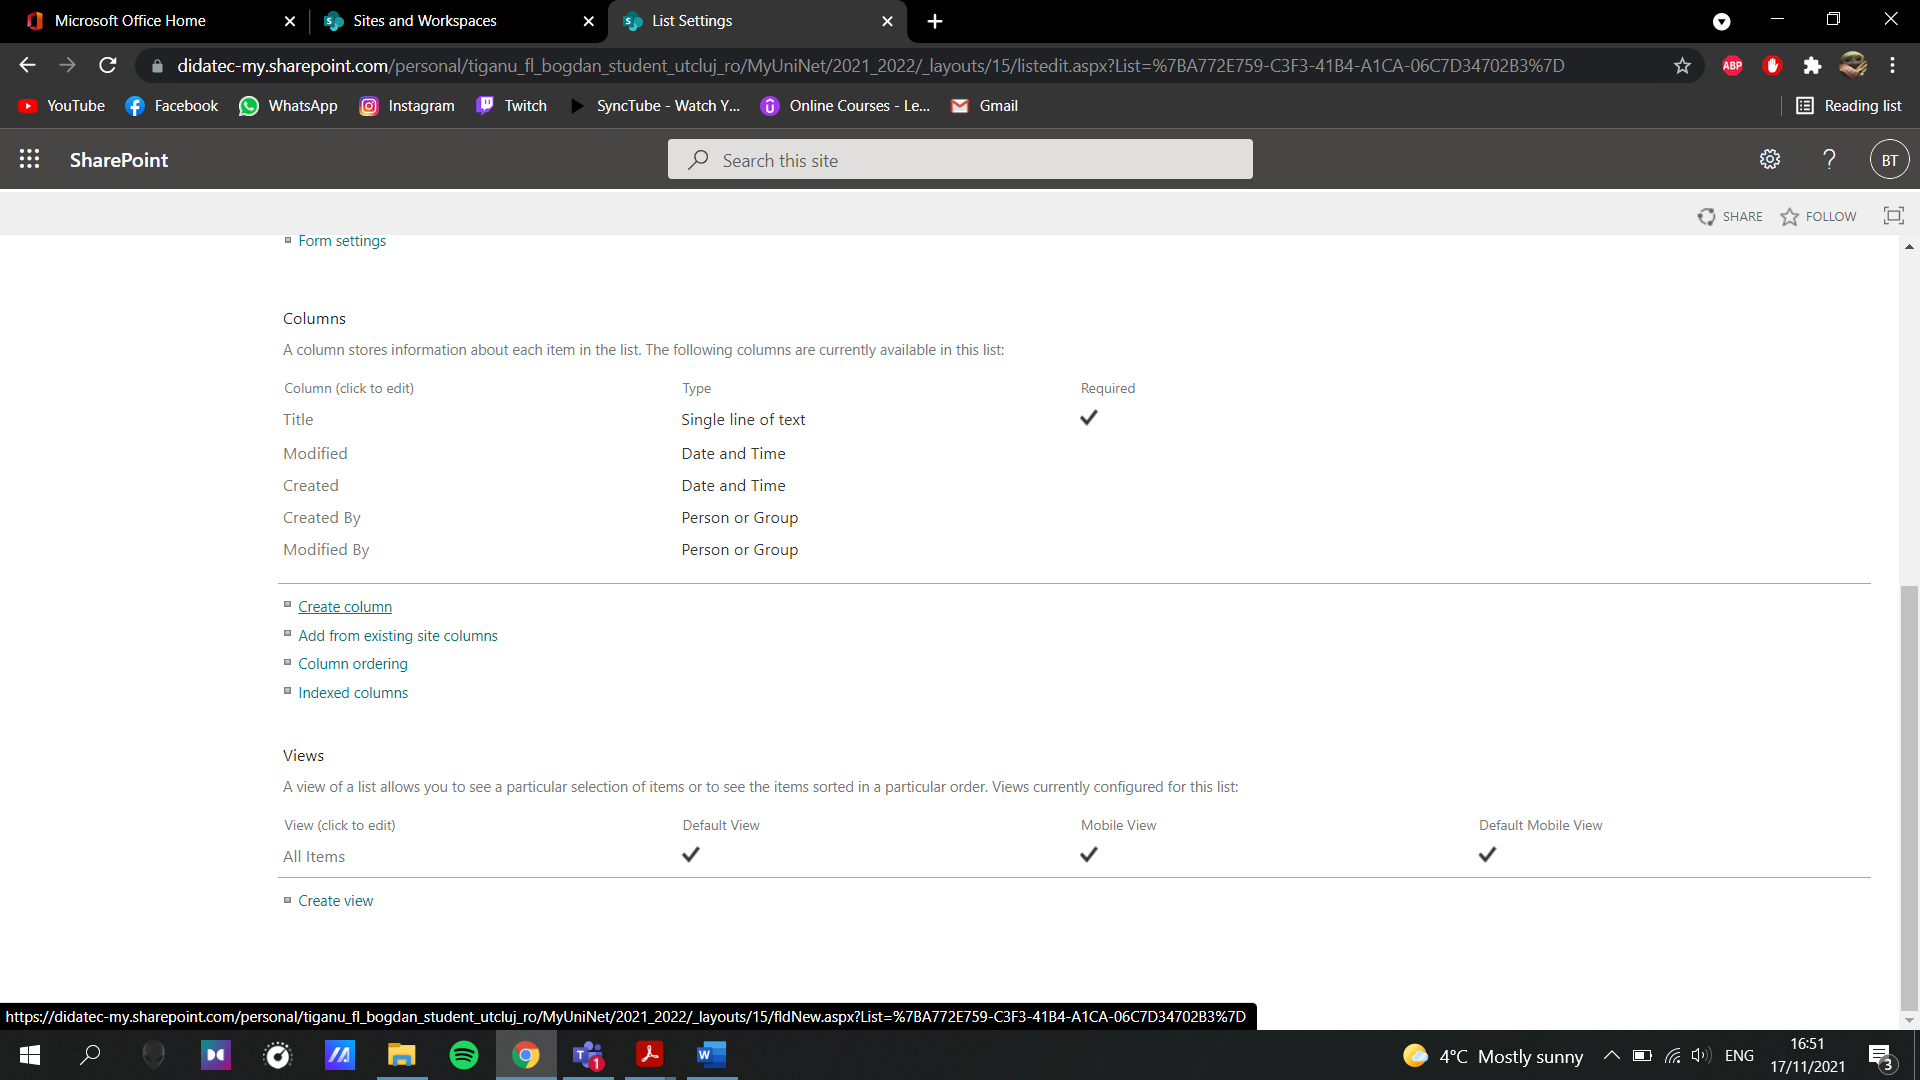 Microsoft Office Home
Sites and Workspaces
List Settings
didatec-my.sharepoint.com/personal/tiganu_fl_bogdan_student_utcluj_ro/MyUniNet/2021_2022/_layouts/15/listedit.aspx?List=%7BA772E759-C3F3-41B4-A1CA-06C7D34702B3%7D
ABP
YouTube Facebook WhatsApp Instagram Twitch SyncTube - Watch Y... Online Courses - Le... Gmail Reading list
SharePoint
Search this site
? BT
SHARE FOLLOW
Form settings
Columns
A column stores information about each item in the list. The following columns are currently available in this list:
Column (click to edit) Type Required
Title Single line of text
Modified Date and Time
Created Date and Time
Created By Person or Group
Modified By Person or Group
Create column
Add from existing site columns
Column ordering
Indexed columns
Views
A view of a list allows you to see a particular selection of items or to see the items sorted in a particular order. Views currently configured for this list:
View (click to edit) Default View Mobile View Default Mobile View
All Items
Create view
https://didatec-my.sharepoint.com/personal/tiganu_fl_bogdan_student_utcluj_ro/MyUniNet/2021_2022/_layouts/15/fldNew.aspx?List=%7BA772E759-C3F3-41B4-A1CA-06C7D34702B3%7D
4°C Mostly sunny
ENG
16:51
17/11/2021
3